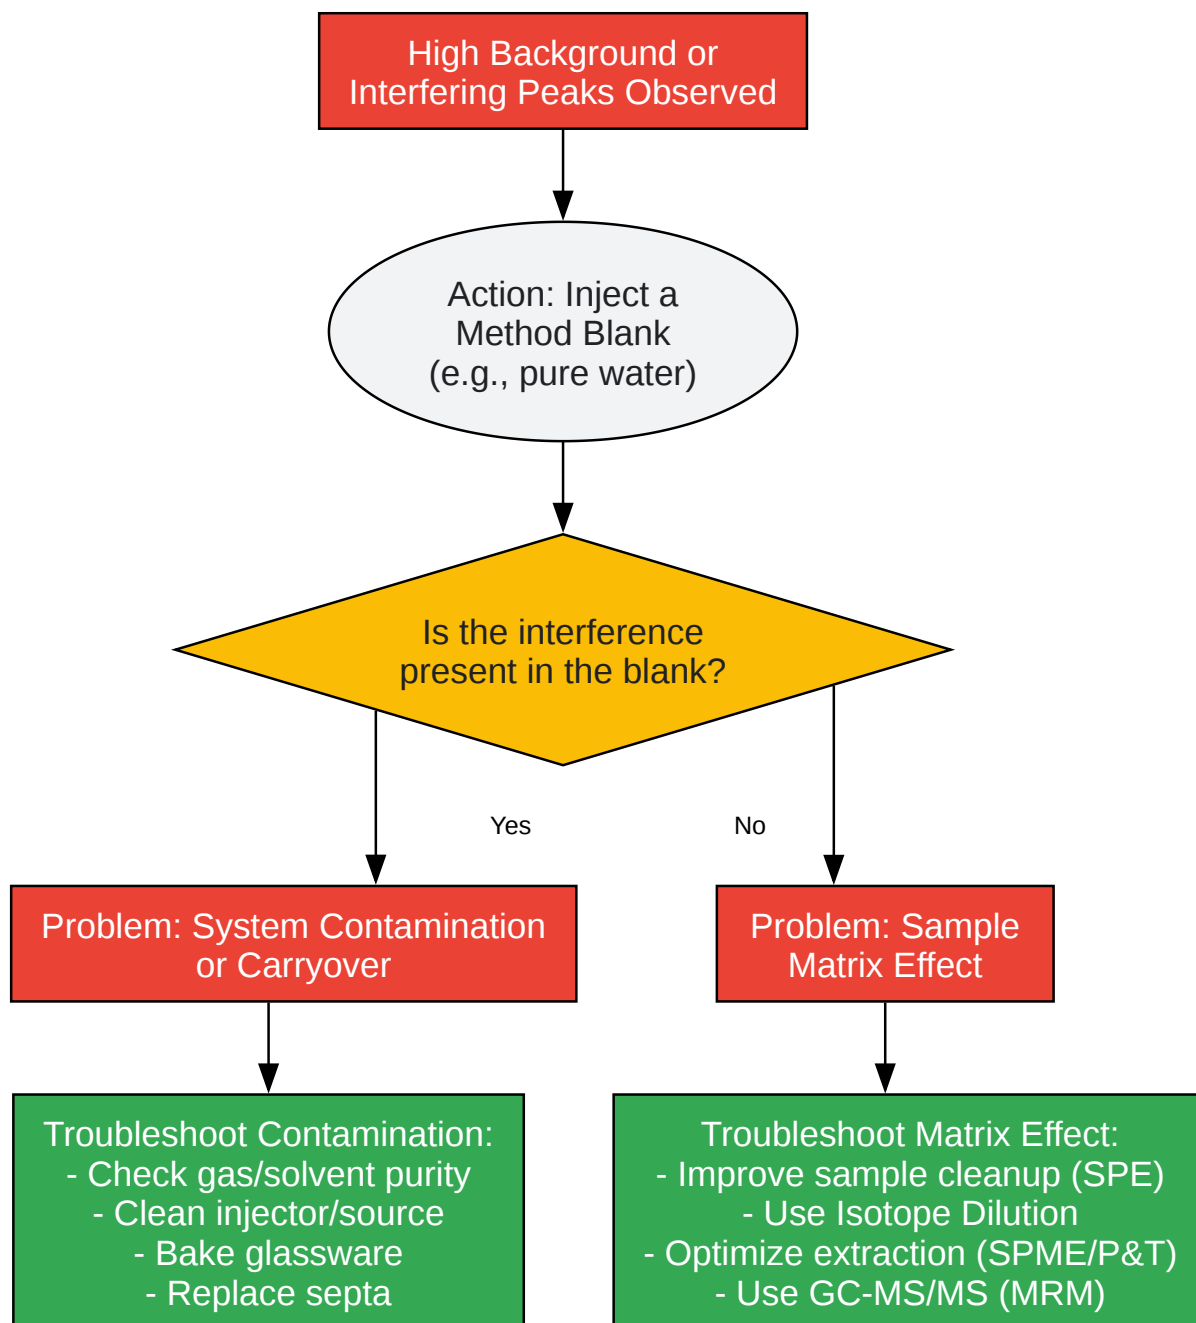 High Background or
Interfering Peaks Observed
Action: Inject a
Method Blank
(e.g., pure water)
Is the interference
present in the blank?
Yes
No
Problem: System Contamination
or Carryover
Problem: Sample
Matrix Effect
Troubleshoot Contamination:
- Check gas/solvent purity
- Clean injector/source
- Bake glassware
- Replace septa
Troubleshoot Matrix Effect:
- Improve sample cleanup (SPE)
- Use Isotope Dilution
- Optimize extraction (SPME/P&T)
- Use GC-MS/MS (MRM)